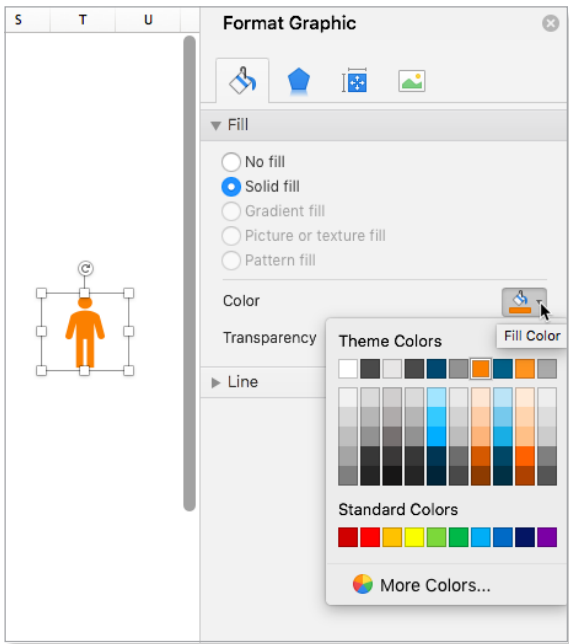 S T U
Format Graphic
Fill
No fill
Solid fill
Gradient fill
Picture or texture fill
Pattern fill
Color
Fill Color
Transparency
Theme Colors
Line
Standard Colors
More Colors...